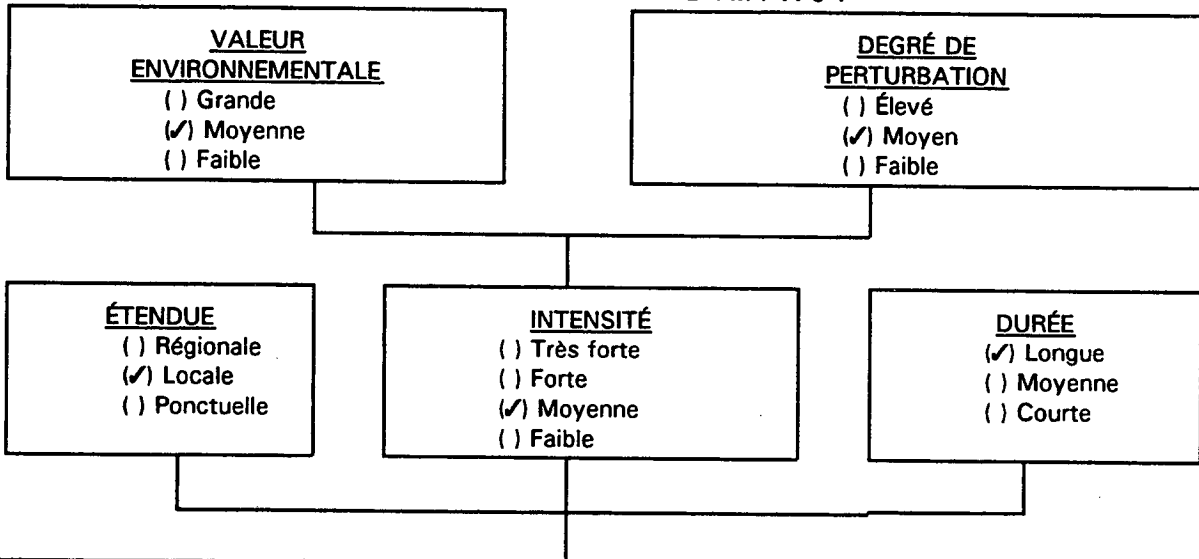 VALEUR
ENVIRONNEMENTALE
( ) Grande
(✓) Moyenne
( ) Faible
DEGRÉ DE
PERTURBATION
( ) Élevé
(✓) Moyen
( ) Faible
ÉTENDUE
( ) Régionale
(✓) Locale
( ) Ponctuelle
INTENSITÉ
( ) Très forte
( ) Forte
(✓) Moyenne
( ) Faible
DURÉE
(✓) Longue
( ) Moyenne
( ) Courte